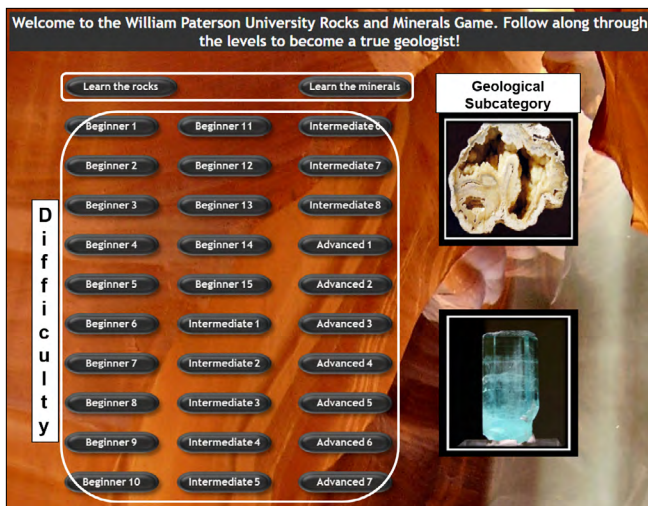 Welcome to the William Paterson University Rocks and Minerals Game. Follow along through
the levels to become a true geologist!
Learn the rocks
Learn the minerals
Geological
Subcategory
Difficulty
Beginner 1
Beginner 11
Intermediate 6
Beginner 2
Beginner 12
Intermediate 7
Beginner 3
Beginner 13
Intermediate 8
Beginner 4
Beginner 14
Advanced 1
Beginner 5
Beginner 15
Advanced 2
Beginner 6
Intermediate 1
Advanced 3
Beginner 7
Intermediate 2
Advanced 4
Beginner 8
Intermediate 3
Advanced 5
Beginner 9
Intermediate 4
Advanced 6
Beginner 10
Intermediate 5
Advanced 7